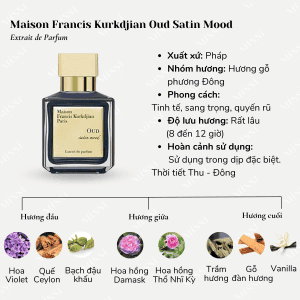 Maison Francis Kurkdjian Oud Satin Mood
Extrait de Parfum
Maison
Francis Kurkdjian
Paris
OUD
satin mood
Extrait de parfum
• Xuất xứ: Pháp
• Nhóm hương: Hương gỗ
phương Đông
• Phong cách:
Tinh tế, sang trọng, quyến rũ
• Độ lưu hương: Rất lâu
(8 đến 12 giờ)
• Hoàn cảnh sử dụng:
Sử dụng trong dịp đặc biệt.
Thời tiết Thu - Đông
Hương đầu
Hương giữa
Hương cuối
Hoa
Violet
Quế
Ceylon
Bạch đậu
khấu
Hoa hồng
Damask
Hoa hồng
Thổ Nhĩ Kỳ
Trầm
hương
Gỗ
đàn hương
Vanilla